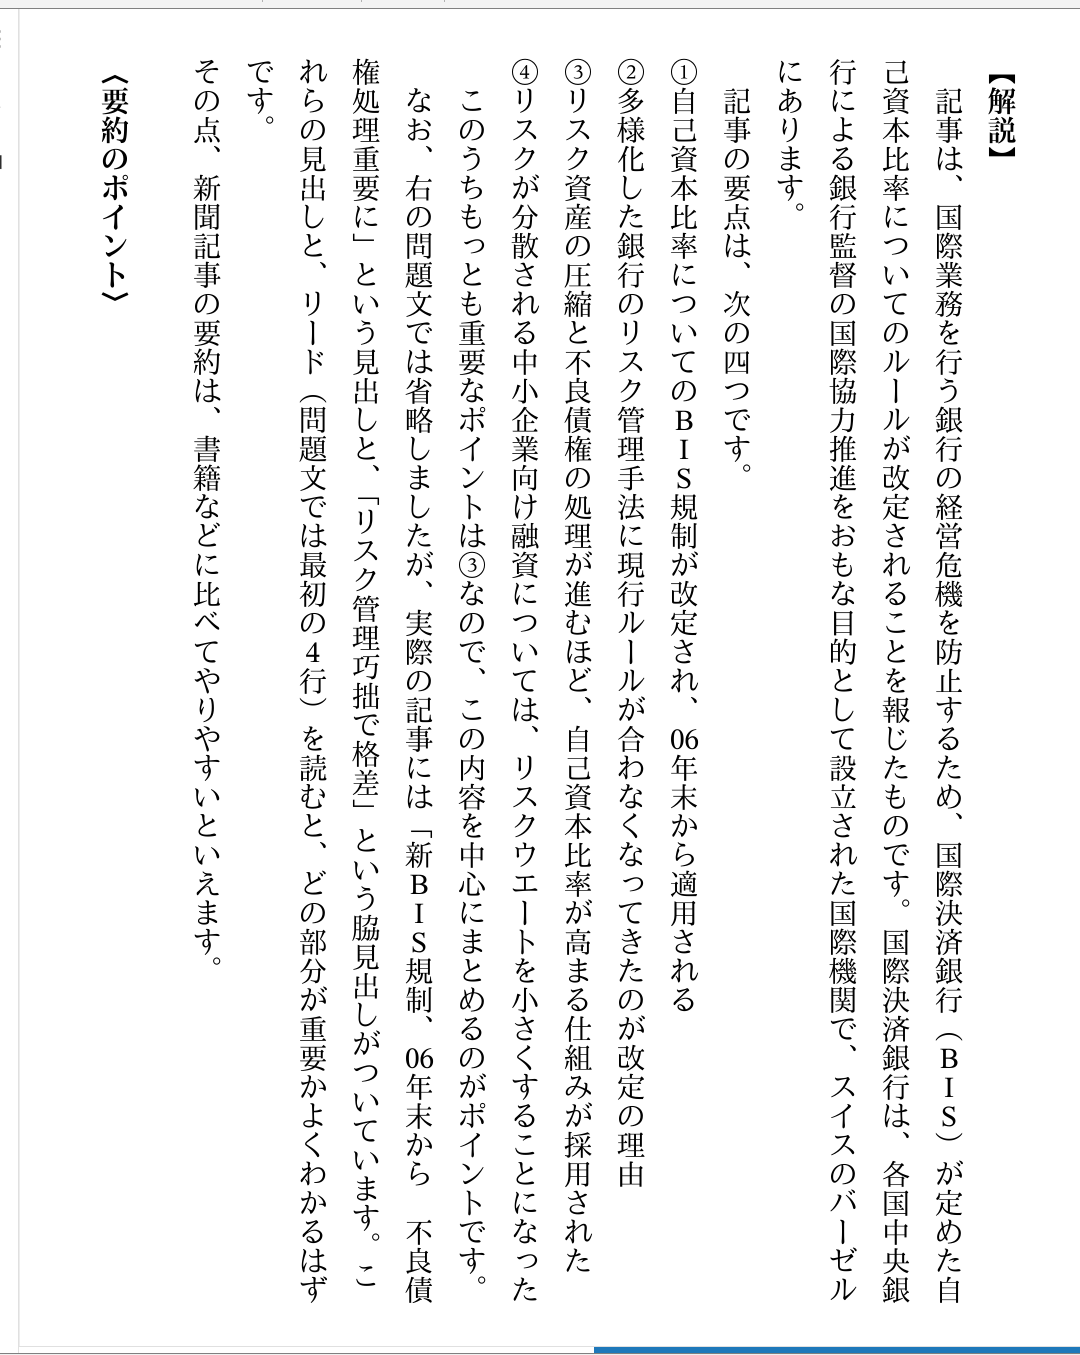 【解説】
　記事は、国際業務を行う銀行の経営危機を防止するため、国際決済銀行（ＢＩＳ）が定めた自
己資本比率についてのルールが改定されることを報じたものです。国際決済銀行は、各国中央銀
行による銀行監督の国際協力推進をおもな目的として設立された国際機関で、スイスのバーゼル
にあります。
　記事の要点は、次の四つです。
①自己資本比率についてのＢＩＳ規制が改定され、06年末から適用される
②多様化した銀行のリスク管理手法に現行ルールが合わなくなってきたのが改定の理由
③リスク資産の圧縮と不良債権の処理が進むほど、自己資本比率が高まる仕組みが採用された
④リスクが分散される中小企業向け融資については、リスクウエートを小さくすることになった
　このうちもっとも重要なポイントは③なので、この内容を中心にまとめるのがポイントです。
　なお、右の問題文では省略しましたが、実際の記事には「新ＢＩＳ規制、06年末から　不良債
権処理重要に」という見出しと、「リスク管理巧拙で格差」という脇見出しがついています。こ
れらの見出しと、リード（問題文では最初の４行）を読むと、どの部分が重要かよくわかるはず
です。
その点、新聞記事の要約は、書籍などに比べてやりやすいといえます。
〈要約のポイント〉